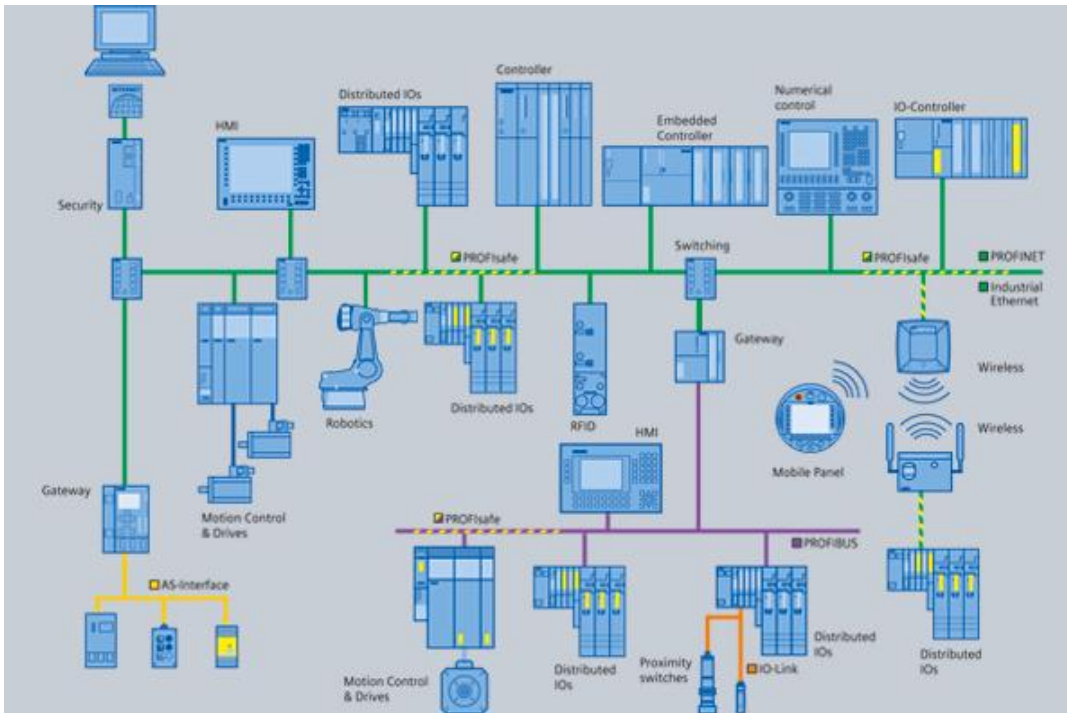 Controller
Distributed IOs
Numerical
control
IO-Controller
HMI
Embedded
Controller
Security
Switching
PROFIsafe
PROFIsafe
PROFINET
Industrial
Ethernet
Gateway
Wireless
Distributed IOs
Robotics
RFID
HMI
Wireless
Mobile Panel
Gateway
Motion Control
& Drives
PROFIsafe
PROFIBUS
AS-Interface
Distributed
IOs
Distributed
IOs
Proximity
switches
IO-Link
Distributed
IOs
Motion Control
& Drives